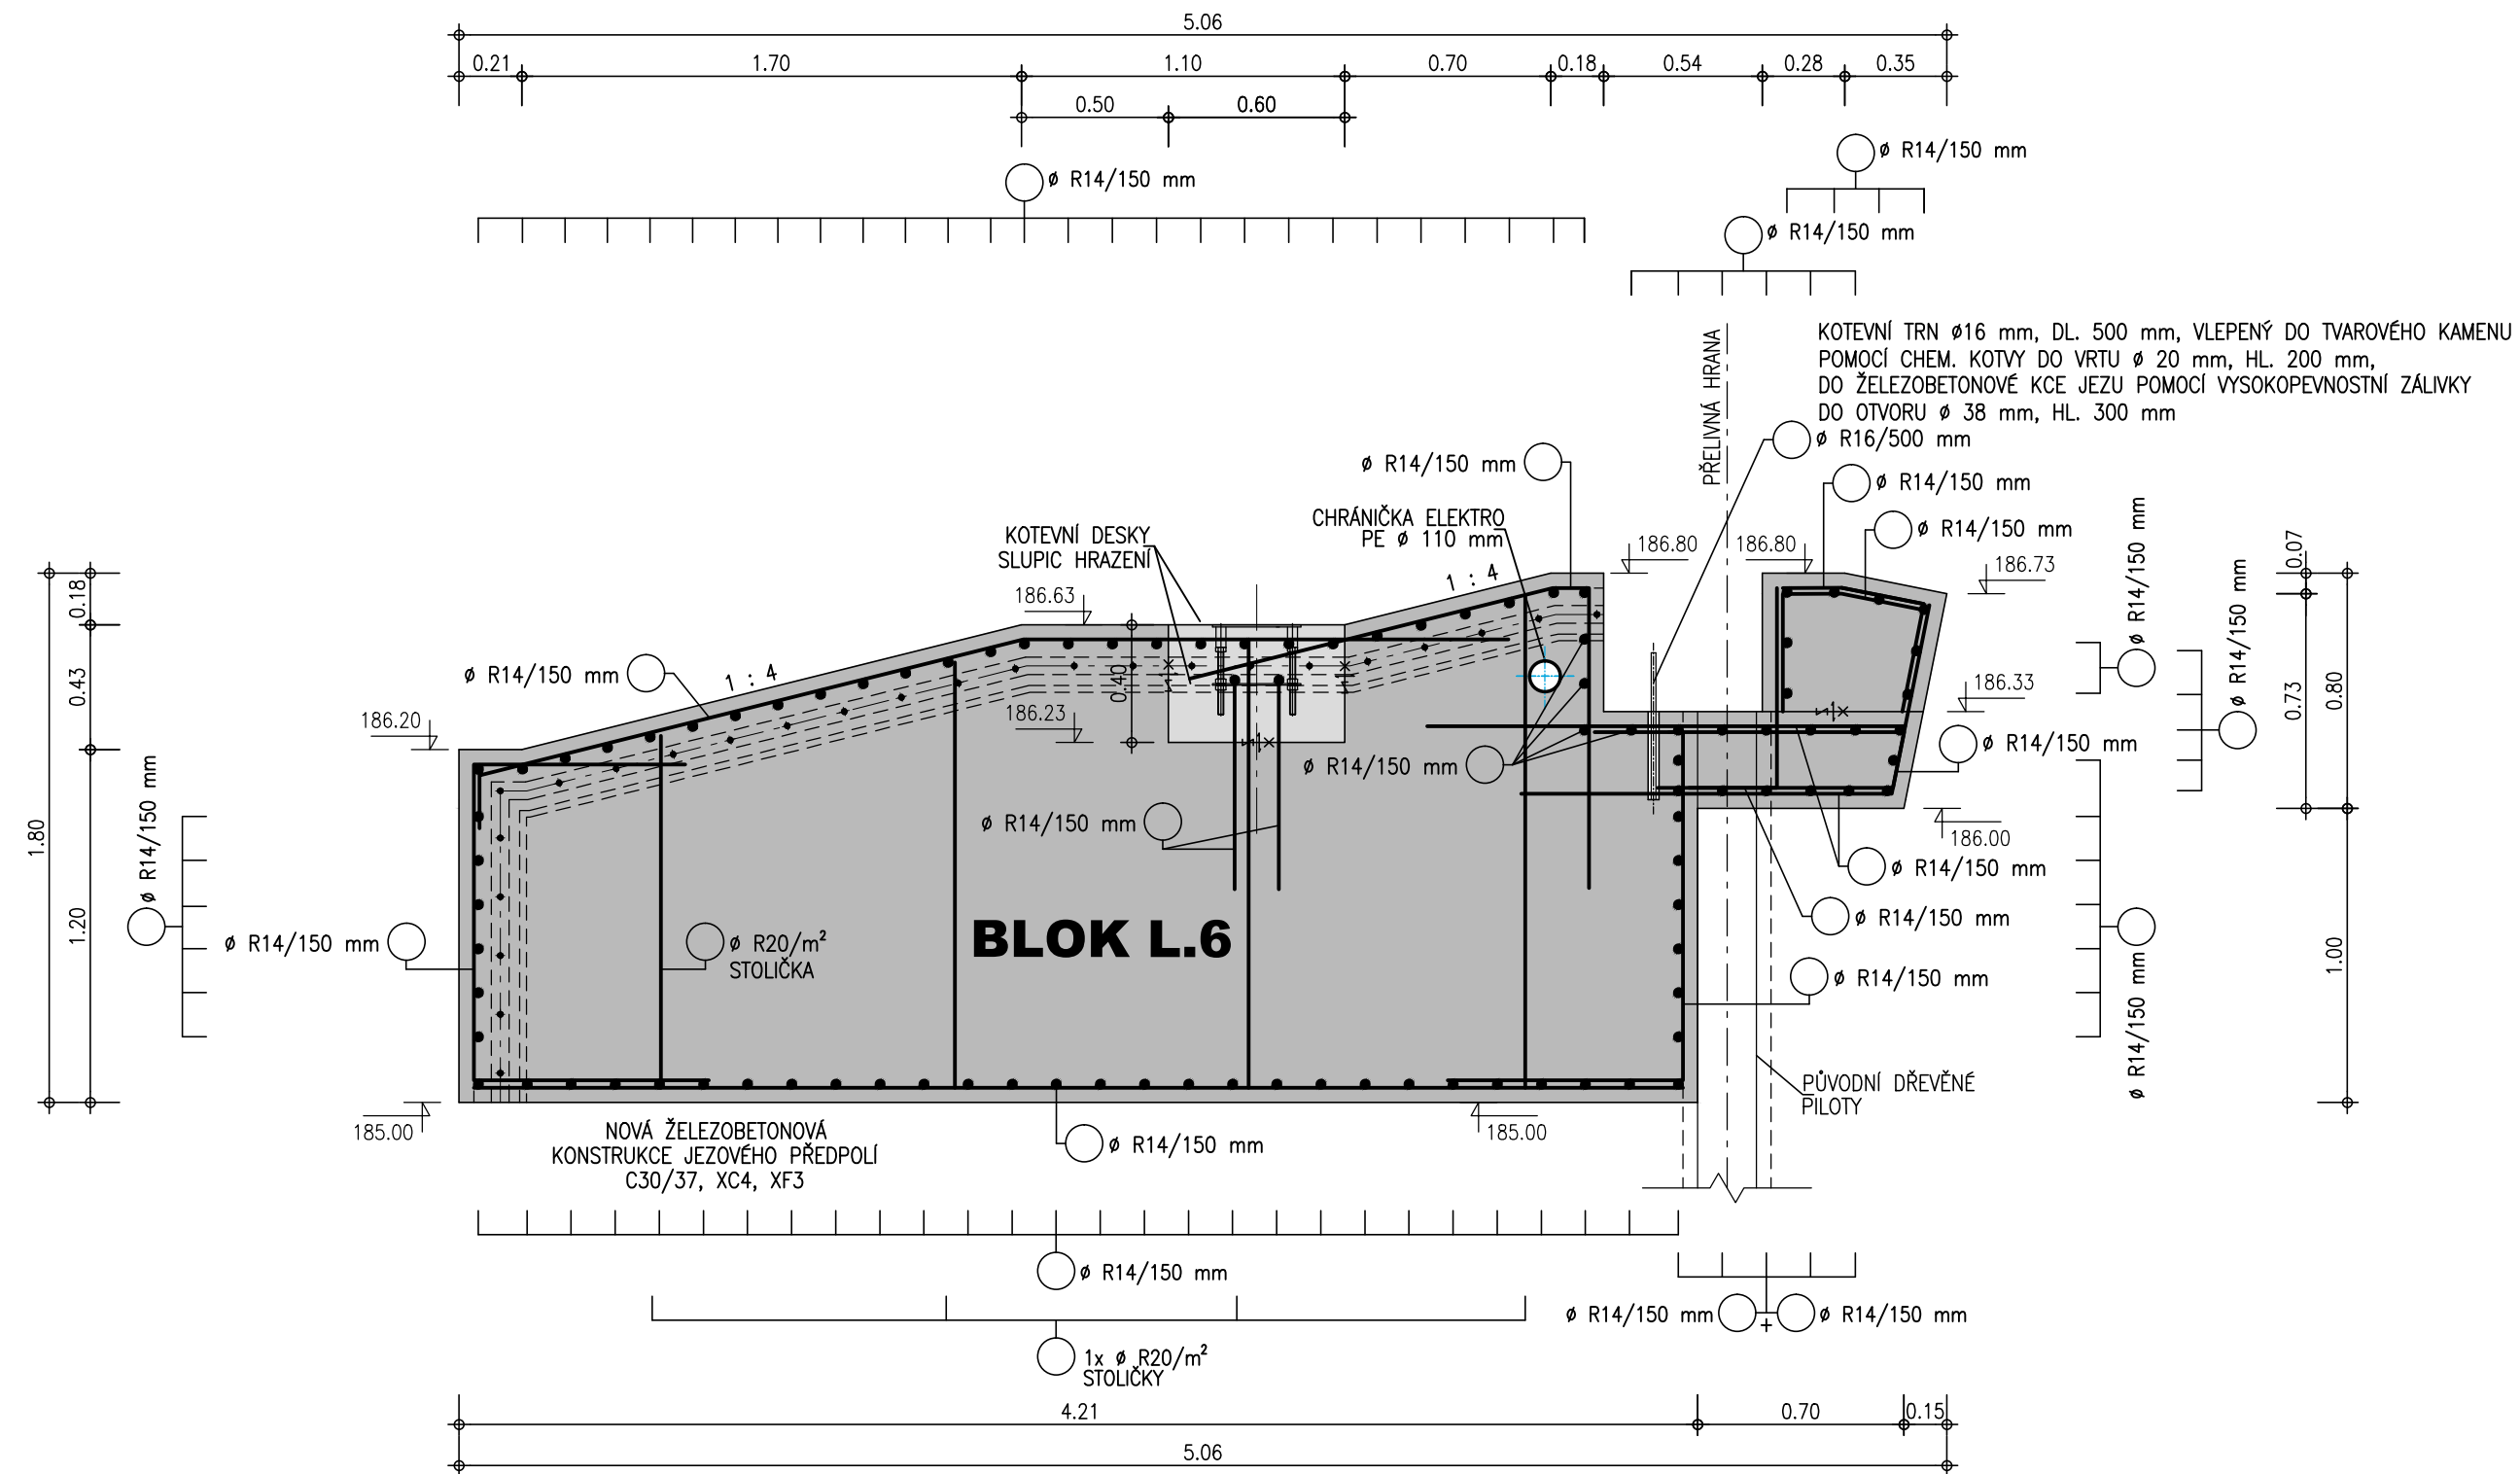 5.06
0.21 1.70 1.10 0.70 0.18 0.54 0.28 0.35
0.50 0.60
ø R14/150 mm
ø R14/150 mm
ø R14/150 mm
PŘELIVNÁ HRANA
KOTEVNÍ TRN ø16 mm, DL. 500 mm, VLEPENÝ DO TVAROVÉHO KAMENU
POMOCÍ CHEM. KOTVY DO VRTU ø 20 mm, HL. 200 mm,
DO ŽELEZOBETONOVÉ KCE JEZU POMOCÍ VYSOKOPEVNOSTNÍ ZÁLIVKY
DO OTVORU ø 38 mm, HL. 300 mm
ø R16/500 mm
ø R14/150 mm
ø R14/150 mm
ø R14/150 mm
CHRÁNIČKA ELEKTRO
PE ø 110 mm
KOTEVNÍ DESKY
SLUPIC HRAZENÍ
186.80
186.80
186.73
186.63
186.33
186.20
186.23
186.00
185.00
185.00
1 : 4
1 : 4
0.40
0.18
0.43
1.20
1.80
0.07
0.73
0.80
1.00
ø R14/150 mm
ø R14/150 mm
ø R14/150 mm
ø R14/150 mm
ø R14/150 mm
ø R14/150 mm
ø R14/150 mm
ø R14/150 mm
ø R14/150 mm
ø R14/150 mm
ø R14/150 mm
ø R14/150 mm
ø R14/150 mm
ø R20/m²
STOLIČKA
BLOK L.6
PŮVODNÍ DŘEVĚNÉ
PILOTY
NOVÁ ŽELEZOBETONOVÁ
KONSTRUKCE JEZOVÉHO PŘEDPOLÍ
C30/37, XC4, XF3
ø R14/150 mm
ø R14/150 mm
ø R14/150 mm + ø R14/150 mm
1x ø R20/m²
STOLIČKY
4.21 0.70 0.15
5.06